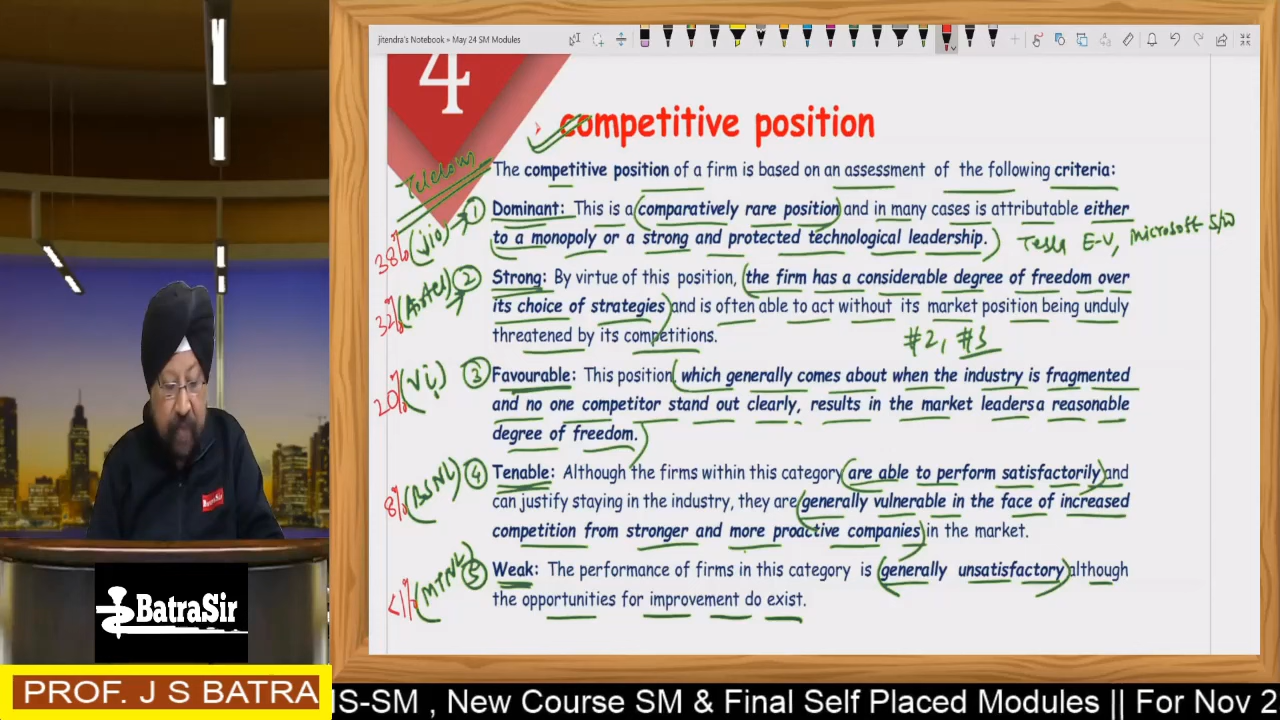 jitendra's Notebook » May 24 SM Modules
4
competitive position
Telecom
The competitive position of a firm is based on an assessment of the following criteria:
38% (Jio) → ① Dominant: This is a (comparatively rare position) and in many cases is attributable either
to a monopoly or a strong and protected technological leadership.) Tesla E-V, Microsoft S/W
32% (Airtel) → ② Strong: By virtue of this position, (the firm has a considerable degree of freedom over
its choice of strategies) and is often able to act without its market position being unduly
threatened by its competitions.
#2, #3
20% (Vi) ③ Favourable: This position (which generally comes about when the industry is fragmented
and no one competitor stand out clearly, results in the market leaders a reasonable
degree of freedom.)
8% (BSNL) ④ Tenable: Although the firms within this category (are able to perform satisfactorily) and
can justify staying in the industry, they are (generally vulnerable in the face of increased
competition from stronger and more proactive companies) in the market.
<1% (MTNL) ⑤ Weak: The performance of firms in this category is (generally unsatisfactory) although
the opportunities for improvement do exist.
BatraSir
BatraSir
PROF. J S BATRA
IS-SM , New Course SM & Final Self Placed Modules || For Nov 2